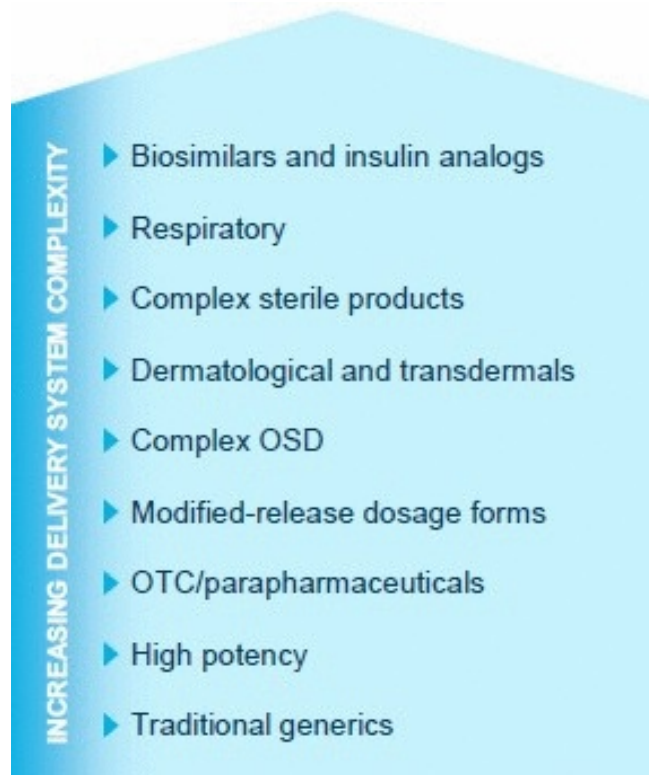 INCREASING DELIVERY SYSTEM COMPLEXITY
Biosimilars and insulin analogs
Respiratory
Complex sterile products
Dermatological and transdermals
Complex OSD
Modified-release dosage forms
OTC/parapharmaceuticals
High potency
Traditional generics